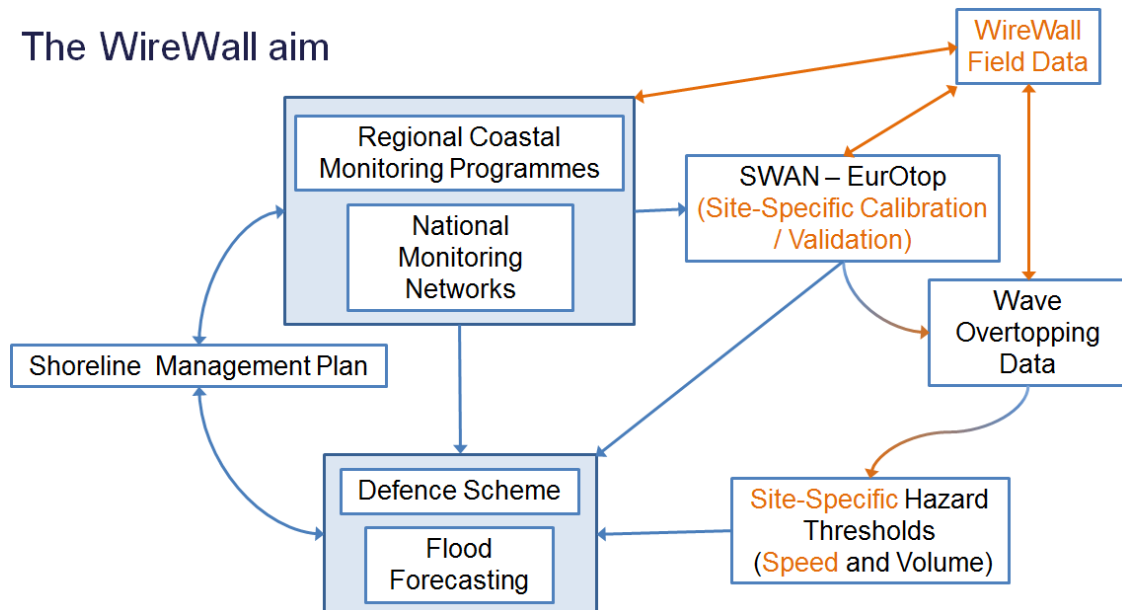 The WireWall aim
WireWall
Field Data
Regional Coastal
Monitoring Programmes
National
Monitoring
Networks
SWAN – EurOtop
(Site-Specific Calibration
/ Validation)
Wave
Overtopping
Data
Shoreline Management Plan
Defence Scheme
Flood
Forecasting
Site-Specific Hazard
Thresholds
(Speed and Volume)